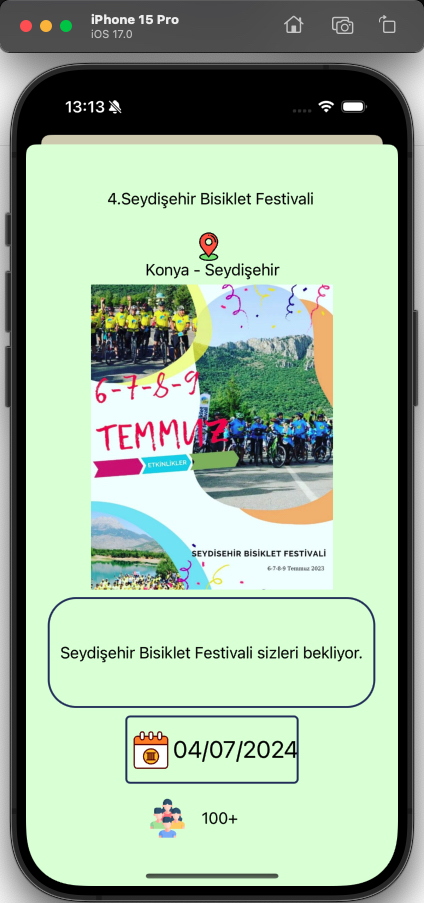 iPhone 15 Pro
iOS 17.0
13:13
4.Seydişehir Bisiklet Festivali
Konya - Seydişehir
6-7-8-9
TEMMUZ
ETKİNLİKLER
SEYDİSEHİR BİSİKLET FESTİVALİ
6-7-8-9 Temmuz 2023
Seydişehir Bisiklet Festivali sizleri bekliyor.
04/07/2024
100+